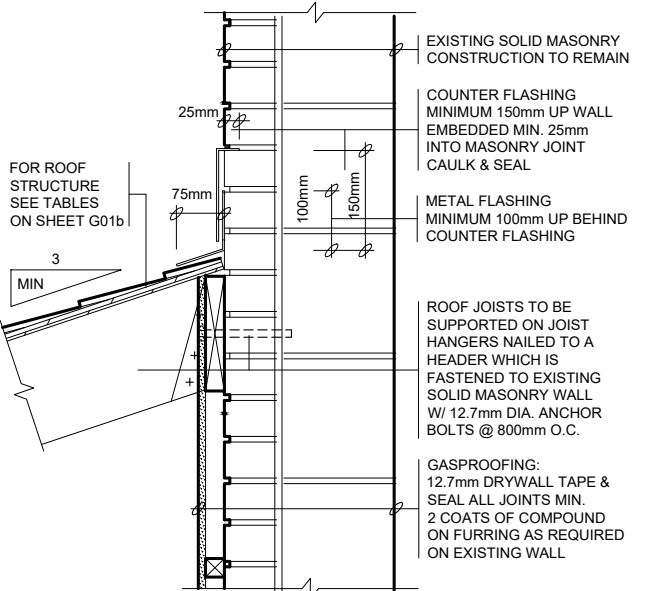 EXISTING SOLID MASONRY
CONSTRUCTION TO REMAIN
COUNTER FLASHING
MINIMUM 150mm UP WALL
EMBEDDED MIN. 25mm
INTO MASONRY JOINT
CAULK & SEAL
25mm
FOR ROOF
STRUCTURE
SEE TABLES
ON SHEET G01b
75mm
100mm
150mm
METAL FLASHING
MINIMUM 100mm UP BEHIND
COUNTER FLASHING
3
MIN
ROOF JOISTS TO BE
SUPPORTED ON JOIST
HANGERS NAILED TO A
HEADER WHICH IS
FASTENED TO EXISTING
SOLID MASONRY WALL
W/ 12.7mm DIA. ANCHOR
BOLTS @ 800mm O.C.
GASPROOFING:
12.7mm DRYWALL TAPE &
SEAL ALL JOINTS MIN.
2 COATS OF COMPOUND
ON FURRING AS REQUIRED
ON EXISTING WALL